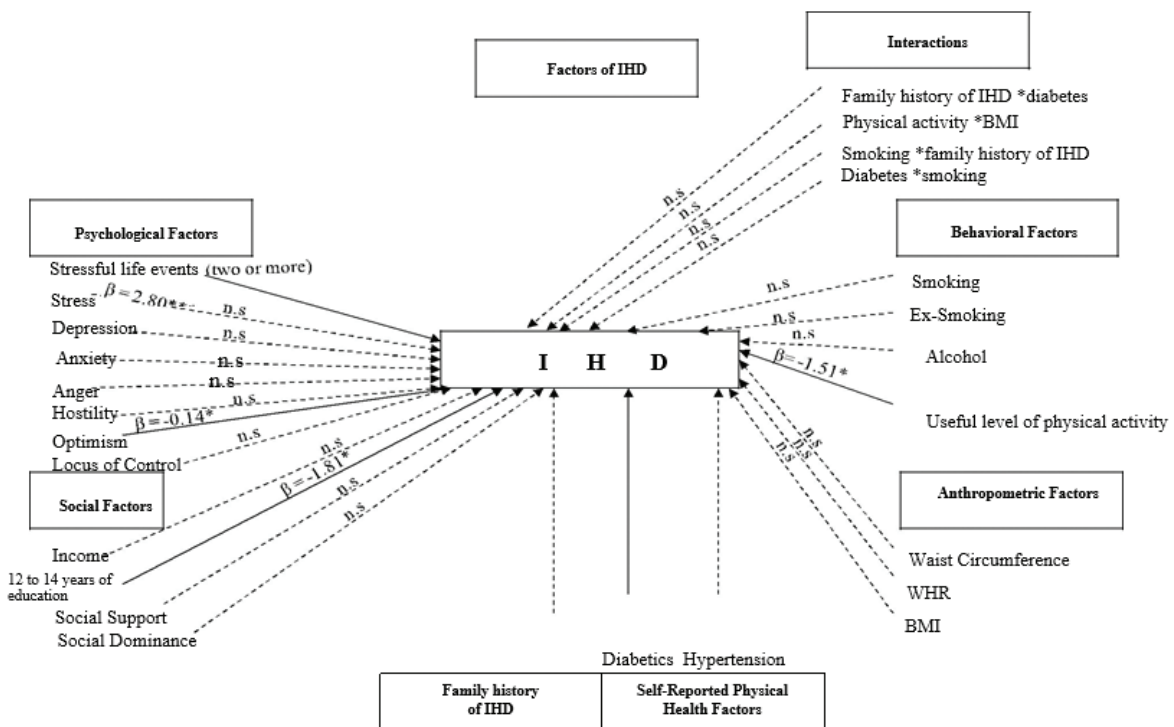 Factors of IHD
Interactions
Family history of IHD *diabetes
Physical activity *BMI
Smoking *family history of IHD
Diabetes *smoking
n.s
n.s
n.s
n.s
Psychological Factors
Stressful life events (two or more)
β=2.80**
Stress
n.s
Depression
n.s
Anxiety
n.s
Anger
n.s
Hostility
n.s
β=-0.14*
Optimism
n.s
Locus of Control
Behavioral Factors
Smoking
n.s
Ex-Smoking
n.s
n.s
Alcohol
β=-1.51*
Useful level of physical activity
I H D
Social Factors
n.s
β=-1.81*
n.s
n.s
Income
12 to 14 years of
education
Social Support
Social Dominance
Anthropometric Factors
n.s
n.s
n.s
Waist Circumference
WHR
BMI
Diabetics Hypertension
Family history
of IHD
Self-Reported Physical
Health Factors